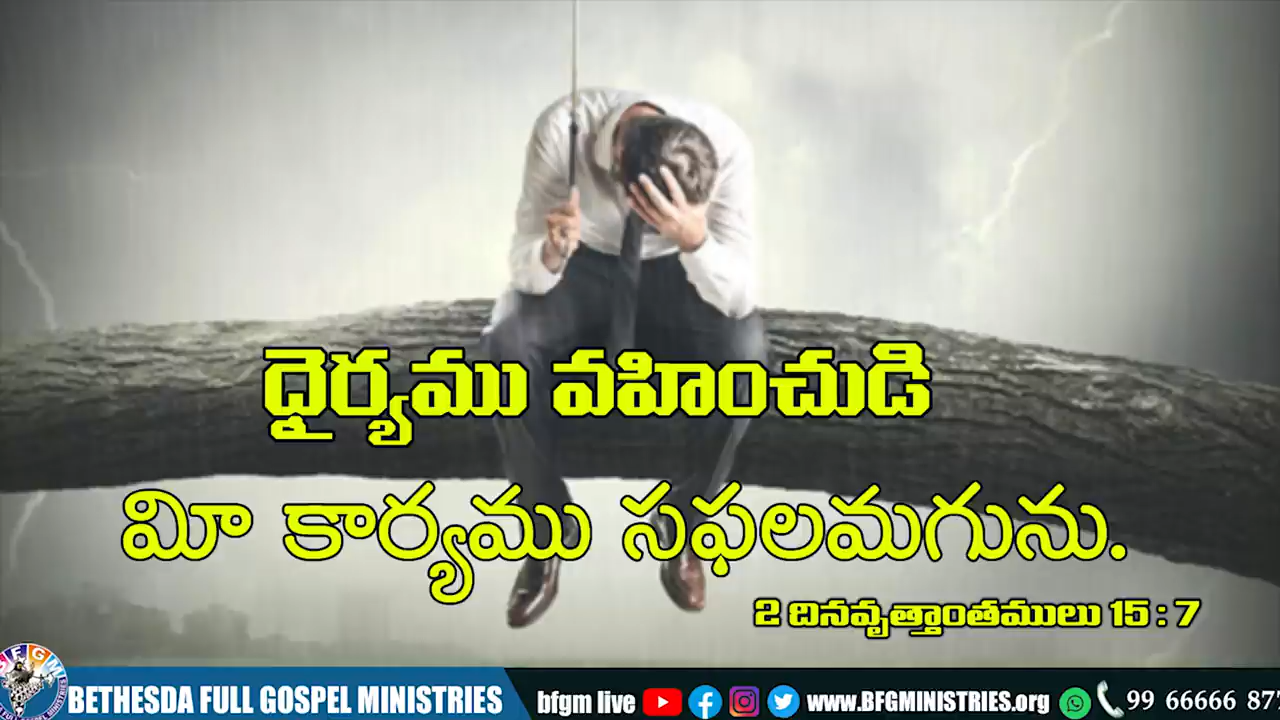 ధైర్యము వహించుడి
మీ కార్యము సఫలమగును.
2 దినవృత్తాంతములు 15 : 7
BFGM
BETHESDA FULL GOSPEL MINISTRIES bfgm live www.BFGMINISTRIES.org 99 66666 87